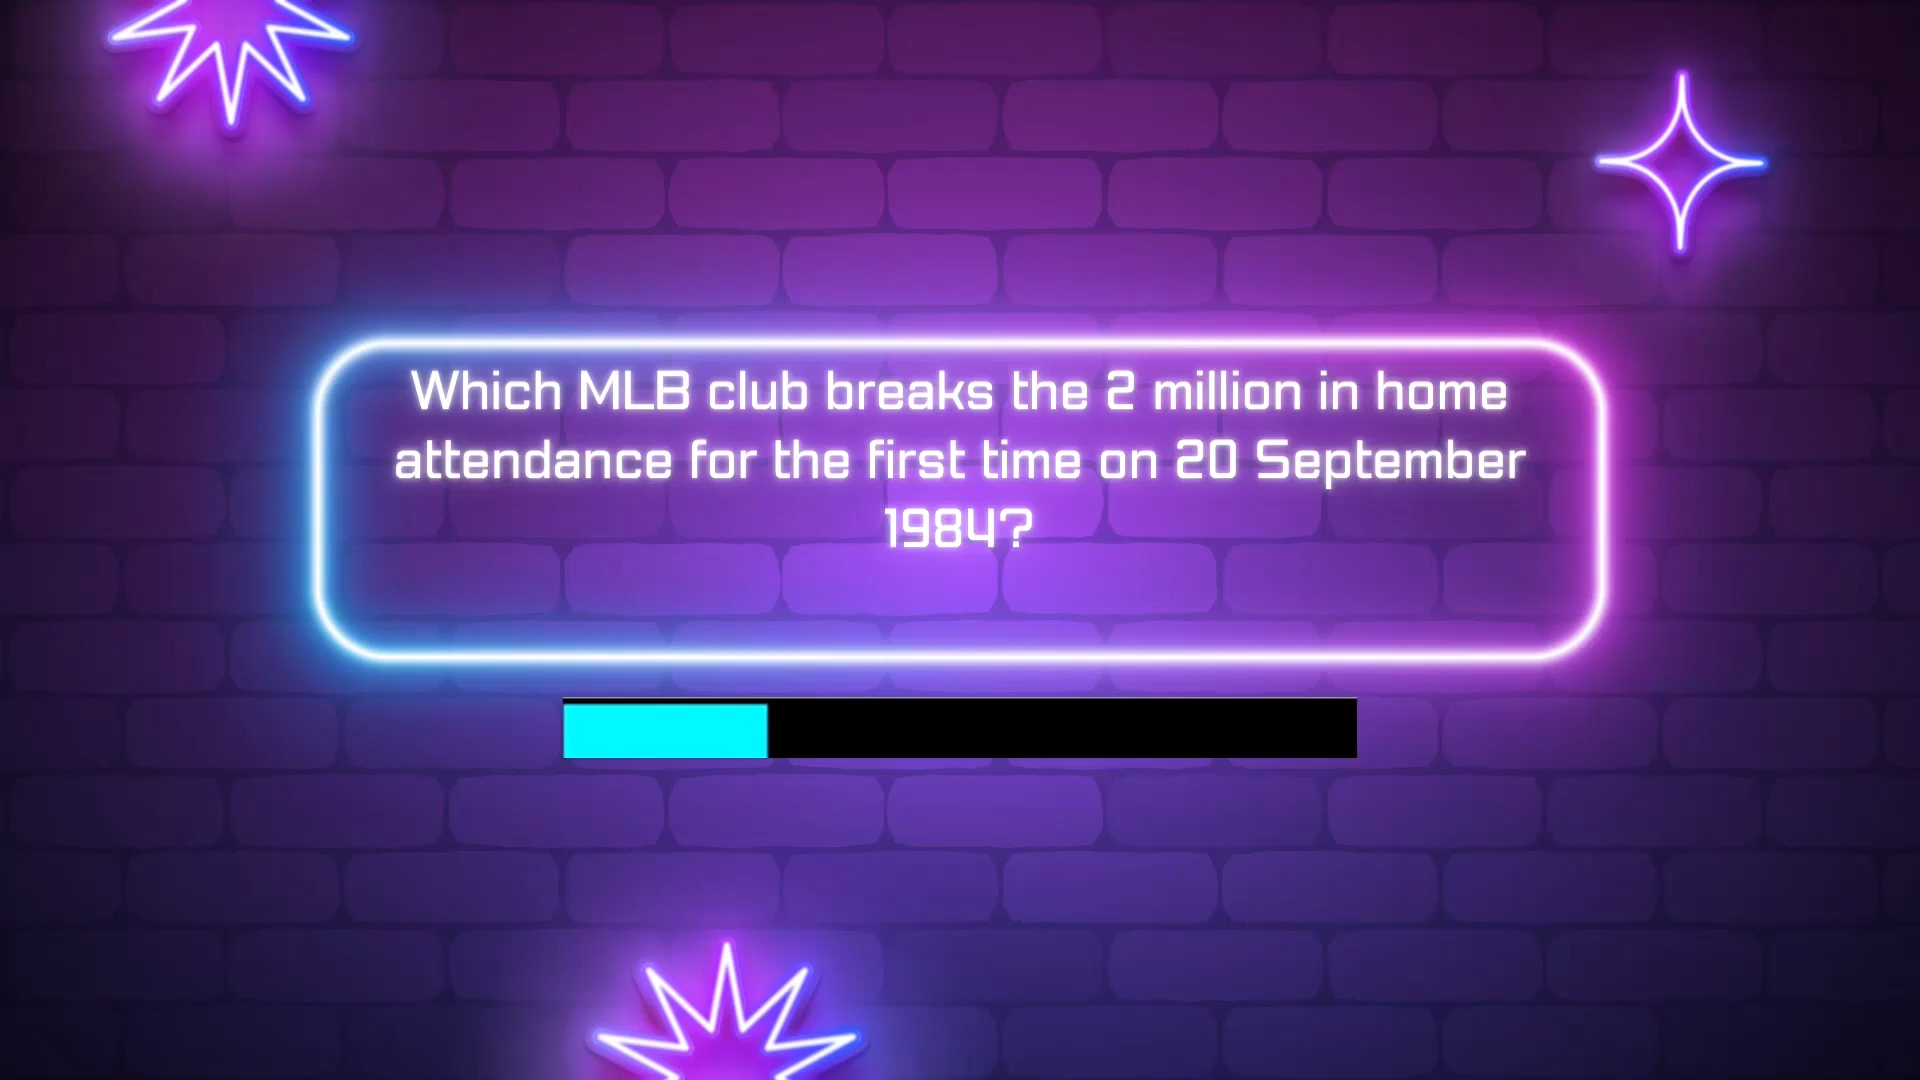 Which MLB club breaks the 2 million in home
attendance for the first time on 20 September
1984?